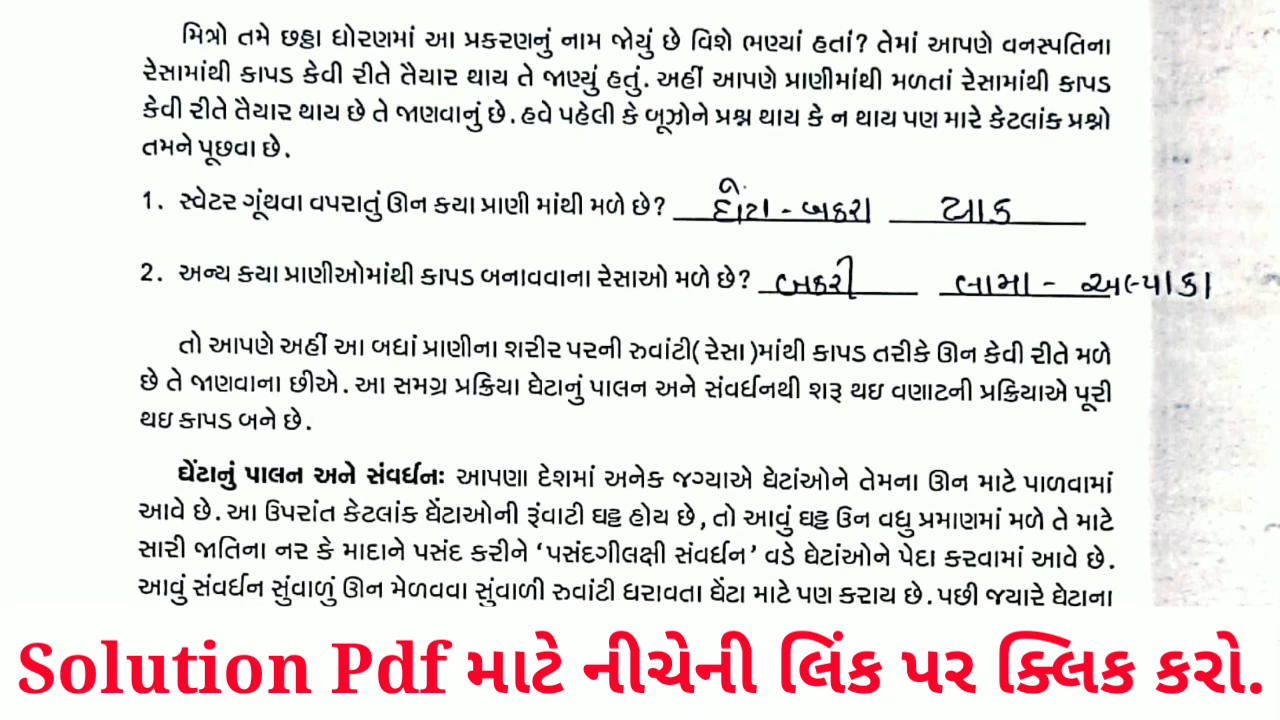 મિત્રો તમે છઠ્ઠા ધોરણમાં આ પ્રકરણનું નામ જોયું છે વિશે ભણ્યાં હતાં? તેમાં આપણે વનસ્પતિના
રેસામાંથી કાપડ કેવી રીતે તૈયાર થાય તે જાણ્યું હતું. અહીં આપણે પ્રાણીમાંથી મળતાં રેસામાંથી કાપડ
કેવી રીતે તૈયાર થાય છે તે જાણવાનું છે. હવે પહેલી કે બૂઝોને પ્રશ્ન થાય કે ન થાય પણ મારે કેટલાંક પ્રશ્નો
તમને પૂછવા છે.
1. સ્વેટર ગૂંથવા વપરાતું ઊન કયા પ્રાણી માંથી મળે છે? ઘેંટા - બકરા યાક
2. અન્ય કયા પ્રાણીઓમાંથી કાપડ બનાવવાના રેસાઓ મળે છે? બકરી લામા - અલ્પાકા
તો આપણે અહીં આ બધાં પ્રાણીના શરીર પરની રુવાંટી( રેસા )માંથી કાપડ તરીકે ઊન કેવી રીતે મળે
છે તે જાણવાના છીએ. આ સમગ્ર પ્રક્રિયા ઘેટાનું પાલન અને સંવર્ધનથી શરૂ થઇ વણાટની પ્રક્રિયાએ પૂરી
થઇ કાપડ બને છે.
ઘેંટાનું પાલન અને સંવર્ધનઃ આપણા દેશમાં અનેક જગ્યાએ ઘેટાંઓને તેમના ઊન માટે પાળવામાં
આવે છે. આ ઉપરાંત કેટલાંક ઘેંટાઓની રૂંવાટી ઘટ્ટ હોય છે, તો આવું ઘટ્ટ ઉન વધુ પ્રમાણમાં મળે તે માટે
સારી જાતિના નર કે માદાને પસંદ કરીને ‘પસંદગીલક્ષી સંવર્ધન’ વડે ઘેટાંઓને પેદા કરવામાં આવે છે.
આવું સંવર્ધન સુંવાળું ઊન મેળવવા સુંવાળી રુવાંટી ધરાવતા ઘેંટા માટે પણ કરાય છે. પછી જ્યારે ઘેટાના
Solution Pdf માટે નીચેની લિંક પર ક્લિક કરો.